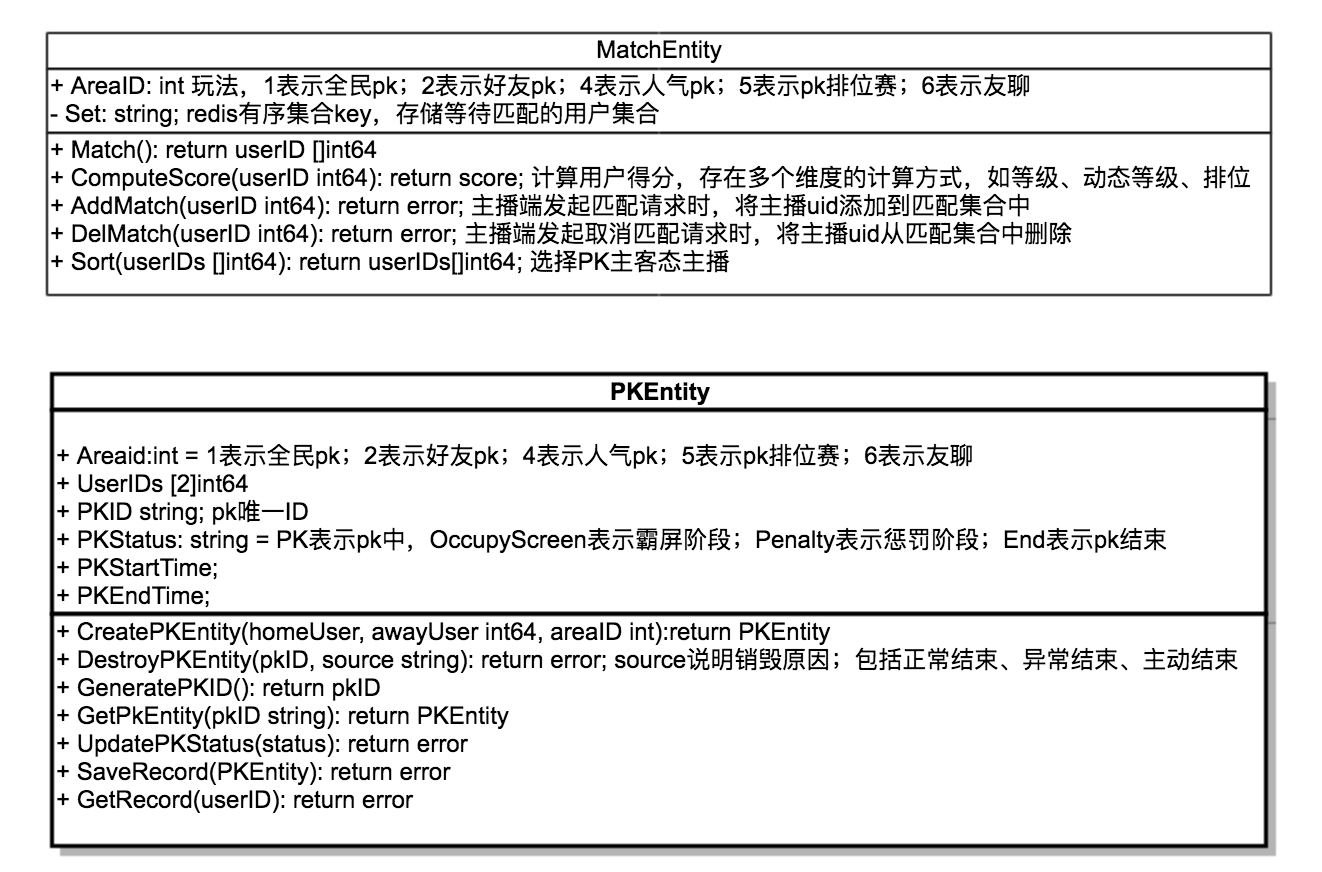 MatchEntity
+ AreaID: int 玩法，1表示全民pk；2表示好友pk；4表示人气pk；5表示pk排位赛；6表示友聊
- Set: string; redis有序集合key，存储等待匹配的用户集合
+ Match(): return userID []int64
+ ComputeScore(userID int64): return score; 计算用户得分，存在多个维度的计算方式，如等级、动态等级、排位
+ AddMatch(userID int64): return error; 主播端发起匹配请求时，将主播uid添加到匹配集合中
+ DelMatch(userID int64): return error; 主播端发起取消匹配请求时，将主播uid从匹配集合中删除
+ Sort(userIDs []int64): return userIDs[]int64; 选择PK主客态主播
PKEntity
+ Areaid:int = 1表示全民pk；2表示好友pk；4表示人气pk；5表示pk排位赛；6表示友聊
+ UserIDs [2]int64
+ PKID string; pk唯一ID
+ PKStatus: string = PK表示pk中，OccupyScreen表示霸屏阶段；Penalty表示惩罚阶段；End表示pk结束
+ PKStartTime;
+ PKEndTime;
+ CreatePKEntity(homeUser, awayUser int64, areaID int):return PKEntity
+ DestroyPKEntity(pkID, source string): return error; source说明销毁原因；包括正常结束、异常结束、主动结束
+ GeneratePKID(): return pkID
+ GetPkEntity(pkID string): return PKEntity
+ UpdatePKStatus(status): return error
+ SaveRecord(PKEntity): return error
+ GetRecord(userID): return error